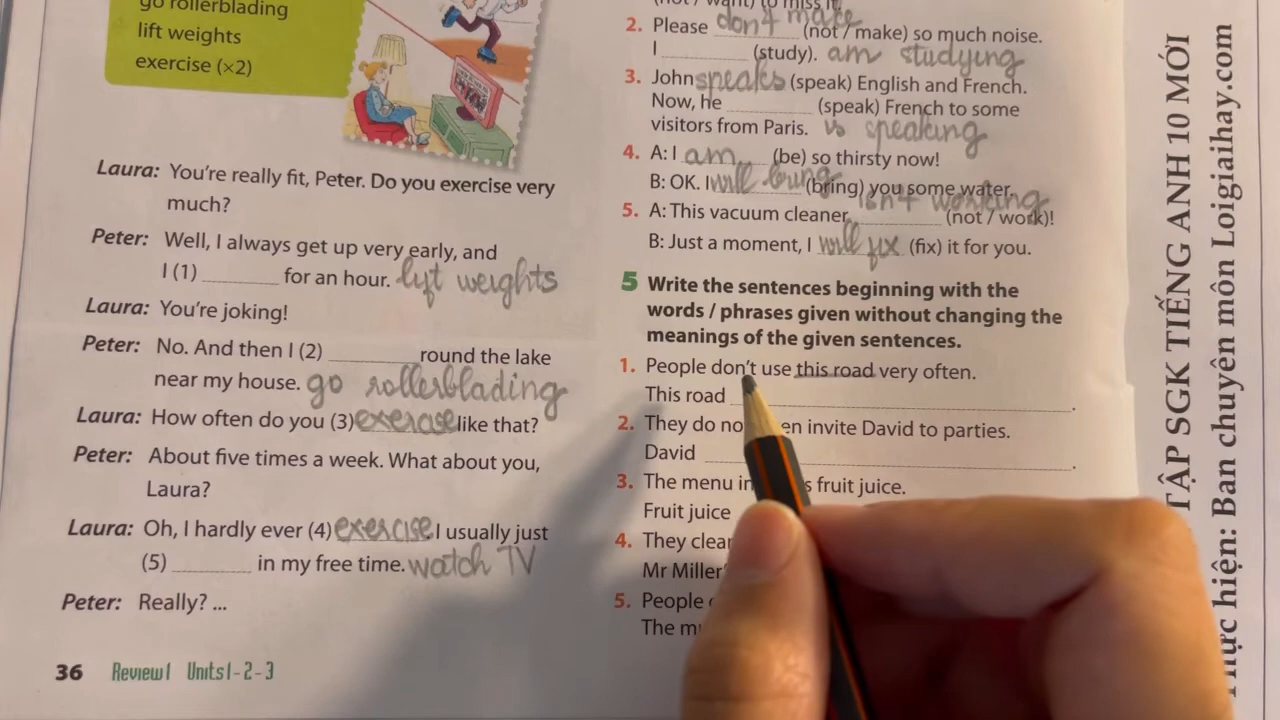 go rollerblading
lift weights
exercise (×2)
Laura: You're really fit, Peter. Do you exercise very
much?
Peter: Well, I always get up very early, and
I (1) ________ for an hour. lift weights
Laura: You're joking!
Peter: No. And then I (2) ________ round the lake
near my house. go rollerblading
Laura: How often do you (3) exercise like that?
Peter: About five times a week. What about you,
Laura?
Laura: Oh, I hardly ever (4) exercise. I usually just
(5) ________ in my free time. watch TV
Peter: Really? ...
36 Review 1 Units 1 - 2 - 3
(not / want) to miss it.
2. Please don't make (not / make) so much noise.
I ________ (study). am studying
3. John speaks (speak) English and French.
Now, he ________ (speak) French to some
visitors from Paris. is speaking
4. A: I am (be) so thirsty now!
B: OK. I will bring (bring) you some water.
isn't working
5. A: This vacuum cleaner ________ (not / work)!
B: Just a moment, I will fix (fix) it for you.
5 Write the sentences beginning with the
words / phrases given without changing the
meanings of the given sentences.
1. People don't use this road very often.
This road ________.
2. They do en invite David to parties.
David ________.
3. The menu fruit juice.
Fruit juice
4. They
Mr Miller'
5. People
The
TẬP SGK TIẾNG ANH 10 MỚI
hực hiện: Ban chuyên môn Loigiaihay.com